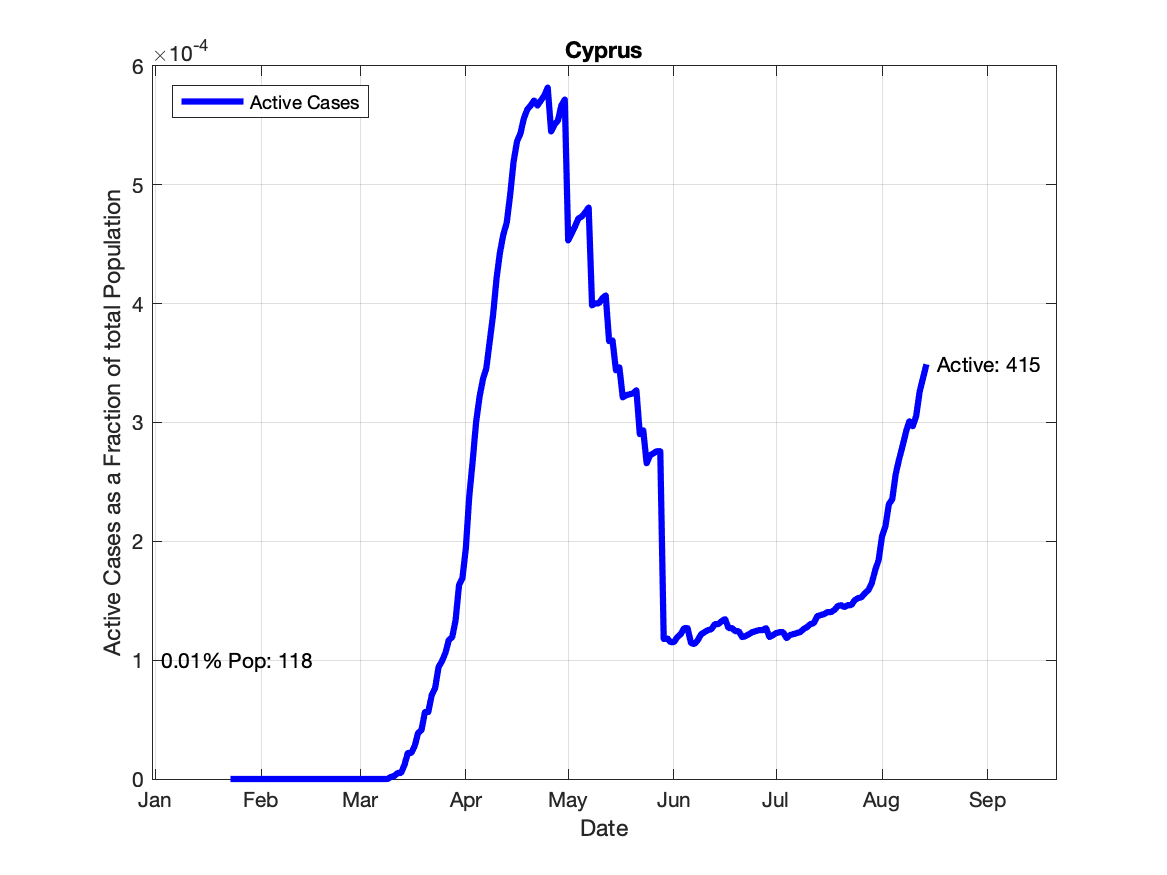 Cyprus
×10-4
6
5
4
3
2
1
0
Active Cases
Active: 415
0.01% Pop: 118
Active Cases as a Fraction of total Population
Jan Feb Mar Apr May Jun Jul Aug Sep
Date